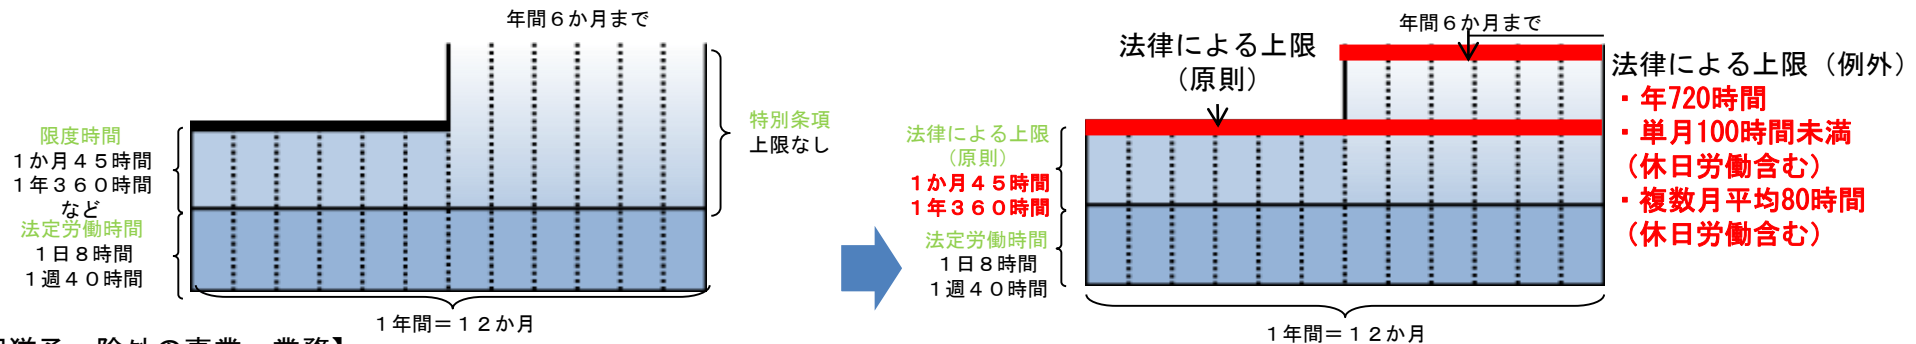 年間６か月まで
限度時間
１か月４５時間
１年３６０時間
など
法定労働時間
１日８時間
１週４０時間
特別条項
上限なし
１年間＝１２か月
年間６か月まで
法律による上限
（原則）
法律による上限
（原則）
１か月４５時間
１年３６０時間
法定労働時間
１日８時間
１週４０時間
法律による上限（例外）
・年720時間
・単月100時間未満
（休日労働含む）
・複数月平均80時間
（休日労働含む）
１年間＝１２か月